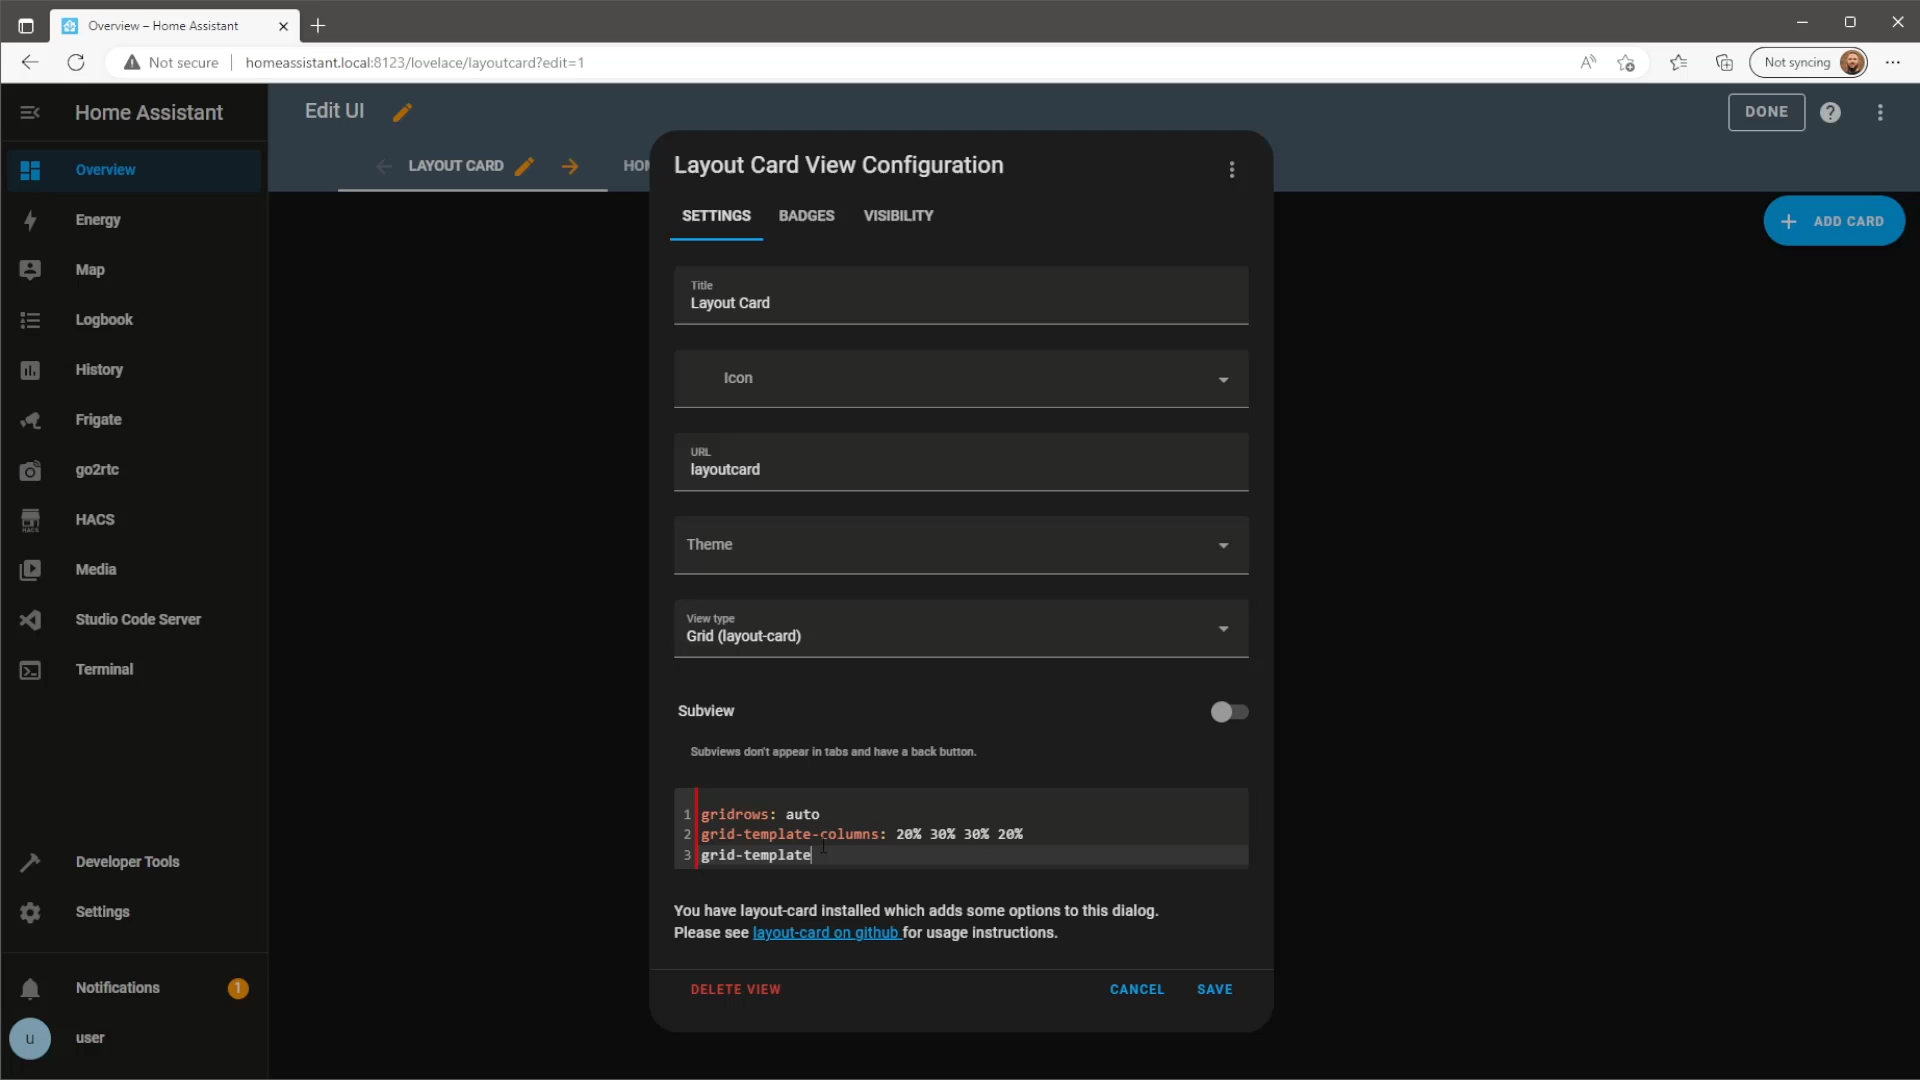 Overview – Home Assistant
Not secure
homeassistant.local:8123/lovelace/layoutcard?edit=1
Not syncing
Home Assistant
Edit UI
DONE
LAYOUT CARD
HOM
ADD CARD
Overview
Energy
Map
Logbook
History
Frigate
go2rtc
HACS
Media
Studio Code Server
Terminal
Developer Tools
Settings
Notifications
1
u
user
Layout Card View Configuration
SETTINGS
BADGES
VISIBILITY
Title
Layout Card
Icon
URL
layoutcard
Theme
View type
Grid (layout-card)
Subview
Subviews don't appear in tabs and have a back button.
1 gridrows: auto
2 grid-template-columns: 20% 30% 30% 20%
3 grid-template
You have layout-card installed which adds some options to this dialog.
Please see layout-card on github for usage instructions.
DELETE VIEW
CANCEL
SAVE